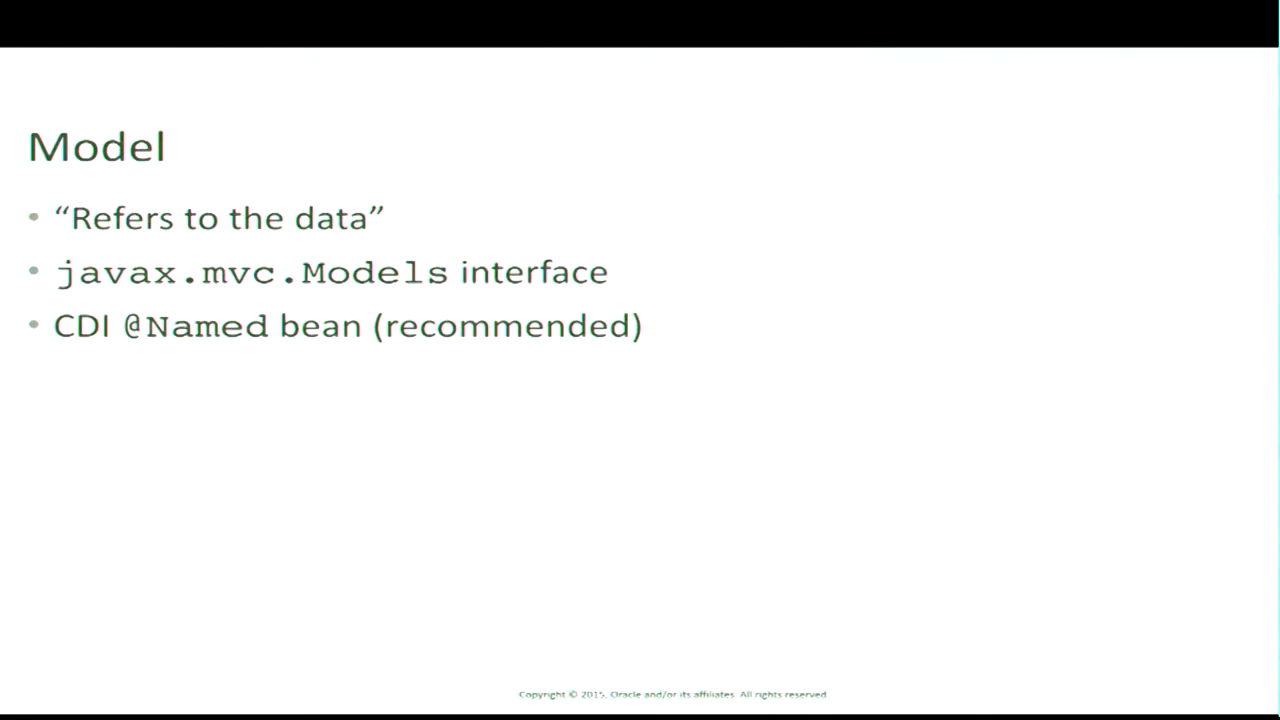 Model
• “Refers to the data”
• javax.mvc.Models interface
• CDI @Named bean (recommended)
Copyright © 2015, Oracle and/or its affiliates. All rights reserved